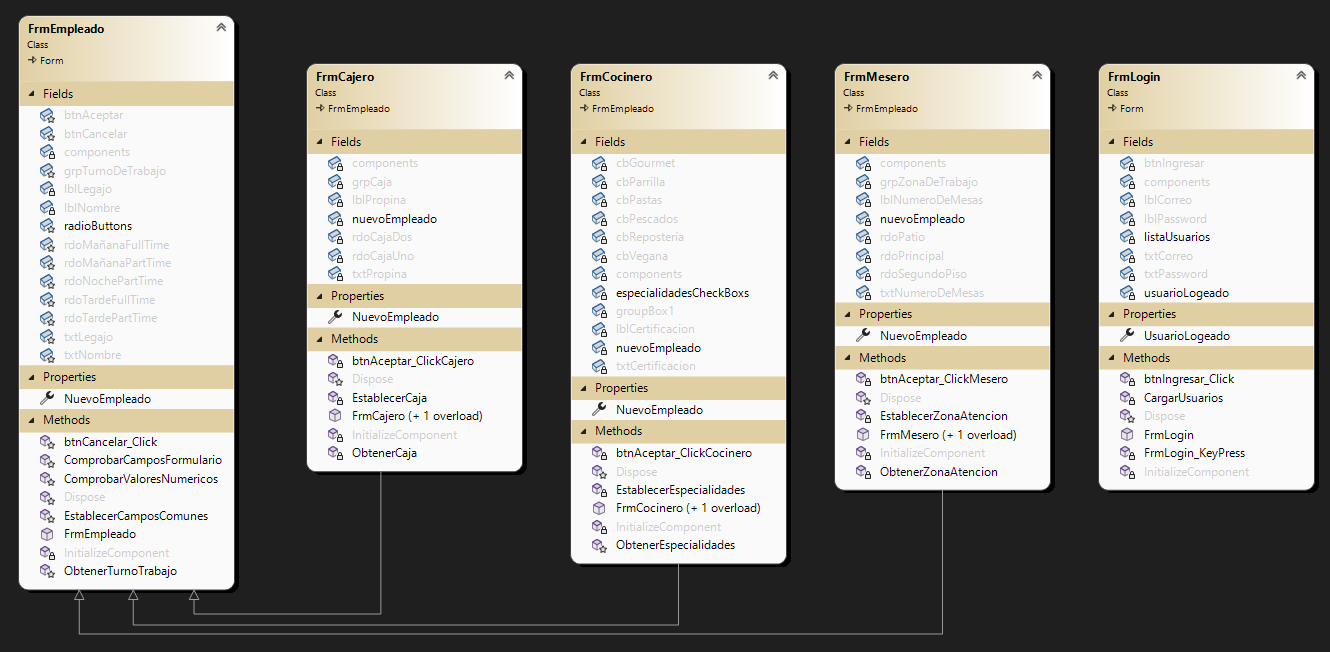 FrmEmpleado
Class
Form
Fields
btnAceptar
btnCancelar
components
grpTurnoDeTrabajo
lblLegajo
lblNombre
radioButtons
rdoMañanaFullTime
rdoMañanaPartTime
rdoNochePartTime
rdoTardeFullTime
rdoTardePartTime
txtLegajo
txtNombre
Properties
NuevoEmpleado
Methods
btnCancelar_Click
ComprobarCamposFormulario
ComprobarValoresNumericos
Dispose
EstablecerCamposComunes
FrmEmpleado
InitializeComponent
ObtenerTurnoTrabajo
FrmCajero
Class
FrmEmpleado
Fields
components
grpCaja
lblPropina
nuevoEmpleado
rdoCajaDos
rdoCajaUno
txtPropina
Properties
NuevoEmpleado
Methods
btnAceptar_ClickCajero
Dispose
EstablecerCaja
FrmCajero (+ 1 overload)
InitializeComponent
ObtenerCaja
FrmCocinero
Class
FrmEmpleado
Fields
cbGourmet
cbParrilla
cbPastas
cbPescados
cbRepostería
cbVegana
components
especialidadesCheckBoxs
groupBox1
lblCertificacion
nuevoEmpleado
txtCertificacion
Properties
NuevoEmpleado
Methods
btnAceptar_ClickCocinero
Dispose
EstablecerEspecialidades
FrmCocinero (+ 1 overload)
InitializeComponent
ObtenerEspecialidades
FrmMesero
Class
FrmEmpleado
Fields
components
grpZonaDeTrabajo
lblNumeroDeMesas
nuevoEmpleado
rdoPatio
rdoPrincipal
rdoSegundoPiso
txtNumeroDeMesas
Properties
NuevoEmpleado
Methods
btnAceptar_ClickMesero
Dispose
EstablecerZonaAtencion
FrmMesero (+ 1 overload)
InitializeComponent
ObtenerZonaAtencion
FrmLogin
Class
Form
Fields
btnIngresar
components
lblCorreo
lblPassword
listaUsuarios
txtCorreo
txtPassword
usuarioLogeado
Properties
UsuarioLogeado
Methods
btnIngresar_Click
CargarUsuarios
Dispose
FrmLogin
FrmLogin_KeyPress
InitializeComponent